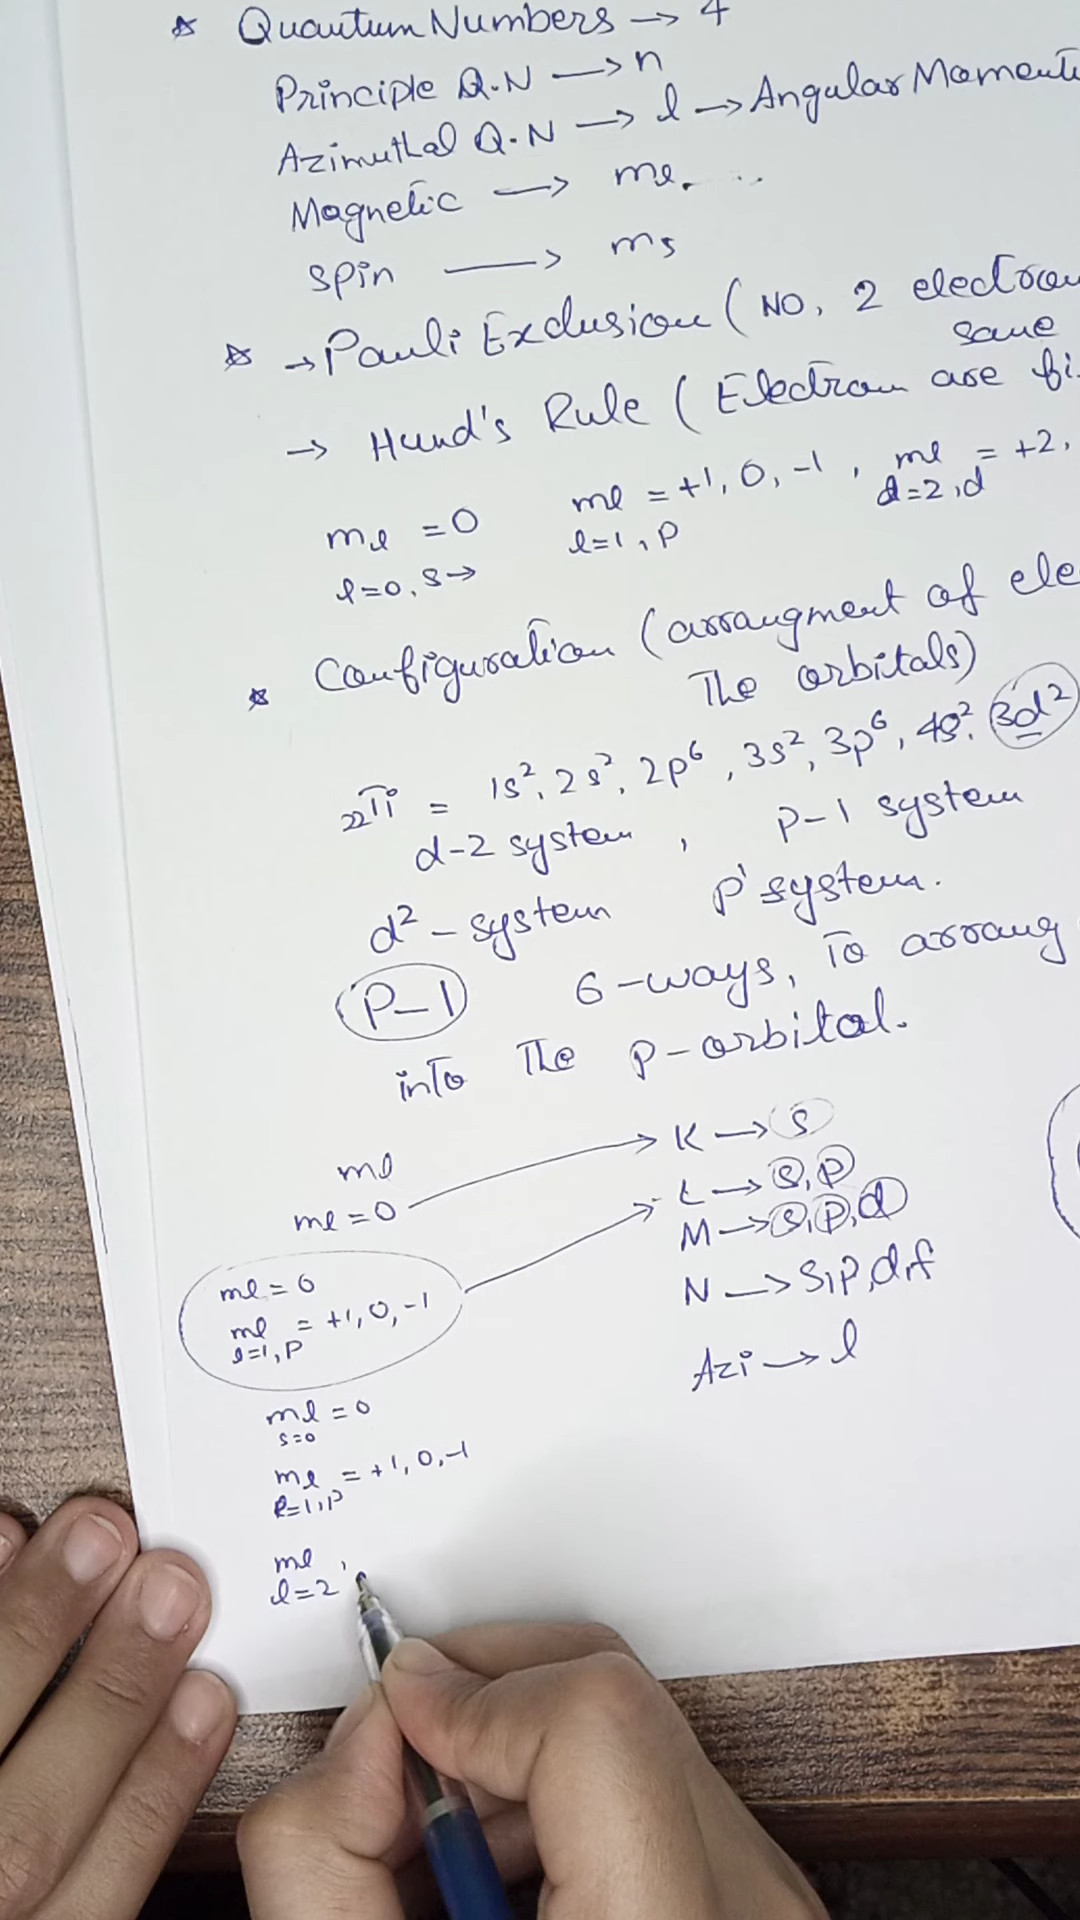 Quantum Numbers → 4
Principle Q.N → n
Azimuthal Q.N → l → Angular Moment
Magnetic → ml
Spin → ms
→ Pauli Exclusion ( NO, 2 electron
same
→ Hund's Rule ( Electron are fi
ml = 0    ml = +1, 0, -1 , ml = +2,
l=0, s→    l=1, p    d=2, d
Configuration (arrangment of ele
The orbitals)
22Ti = 1s², 2s², 2p⁶, 3s², 3p⁶, 4s², 3d²
d-2 system , p-1 system
d² - system    p¹ system.
P-1    6-ways, To arrang
into The p-orbital.
ml    K → s
ml = 0    L → s, p
M → s, p, d
ml = 0    N → s, p, d, f
ml = +1, 0, -1
l=1, p    Azi → l
ml = 0
s=0
ml = +1, 0, -1
l=1, p
ml
l=2,